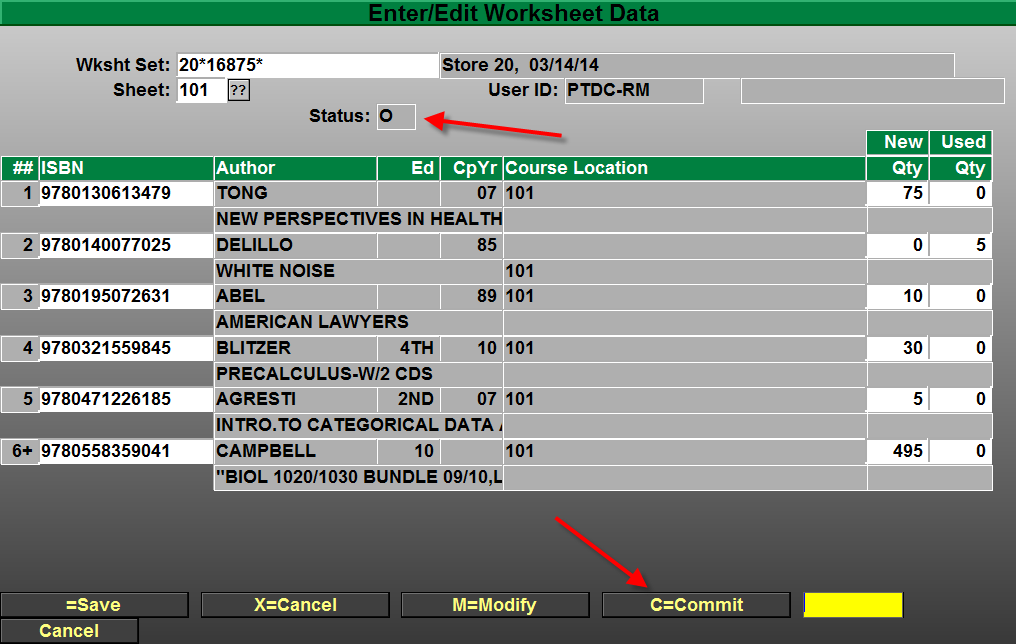 Enter/Edit Worksheet Data
Wksht Set: 20*16875* Store 20, 03/14/14
Sheet: 101 ?? User ID: PTDC-RM
Status: O
New Used
## ISBN Author Ed CpYr Course Location Qty Qty
1 9780130613479 TONG 07 101 75 0
NEW PERSPECTIVES IN HEALTH
2 9780140077025 DELILLO 85 0 5
WHITE NOISE 101
3 9780195072631 ABEL 89 101 10 0
AMERICAN LAWYERS
4 9780321559845 BLITZER 4TH 10 101 30 0
PRECALCULUS-W/2 CDS
5 9780471226185 AGRESTI 2ND 07 101 5 0
INTRO.TO CATEGORICAL DATA
6+ 9780558359041 CAMPBELL 10 101 495 0
"BIOL 1020/1030 BUNDLE 09/10,L
=Save X=Cancel M=Modify C=Commit
Cancel